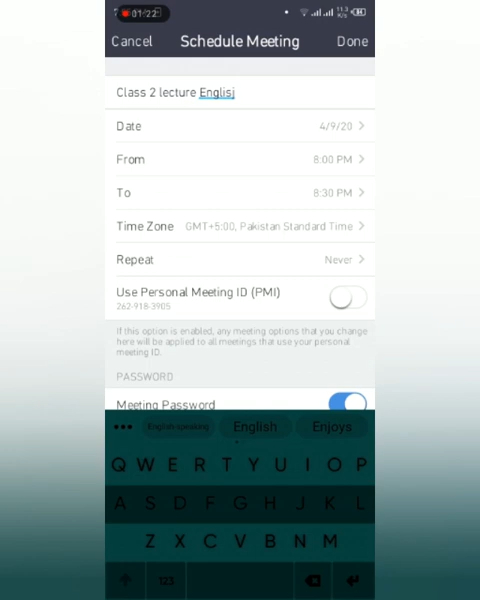 01:22
11.3
K/s
Cancel Schedule Meeting Done
Class 2 lecture Englisj
Date 4/9/20
From 8:00 PM
To 8:30 PM
Time Zone GMT+5:00, Pakistan Standard Time
Repeat Never
Use Personal Meeting ID (PMI)
262-918-3905
If this option is enabled, any meeting options that you change
here will be applied to all meetings that use your personal
meeting ID.
PASSWORD
Meeting Password
English speaking English Enjoys
Q W E R T Y U I O P
A S D F G H J K L
Z X C V B N M
123